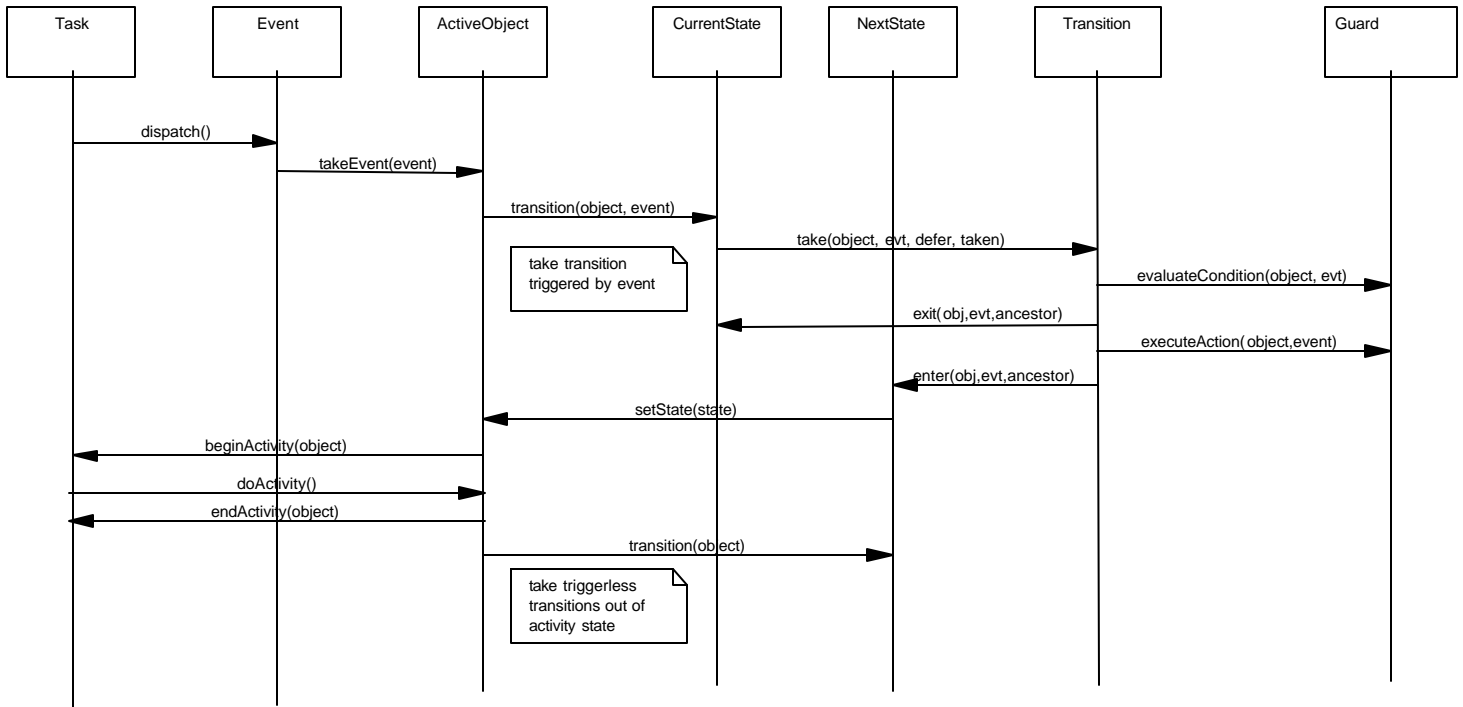 Task
Event
ActiveObject
CurrentState
NextState
Transition
Guard
dispatch()
takeEvent(event)
transition(object, event)
take(object, evt, defer, taken)
take transition
triggered by event
evaluateCondition(object, evt)
exit(obj,evt,ancestor)
executeAction(object,event)
enter(obj,evt,ancestor)
setState(state)
beginActivity(object)
doActivity()
endActivity(object)
transition(object)
take triggerless
transitions out of
activity state